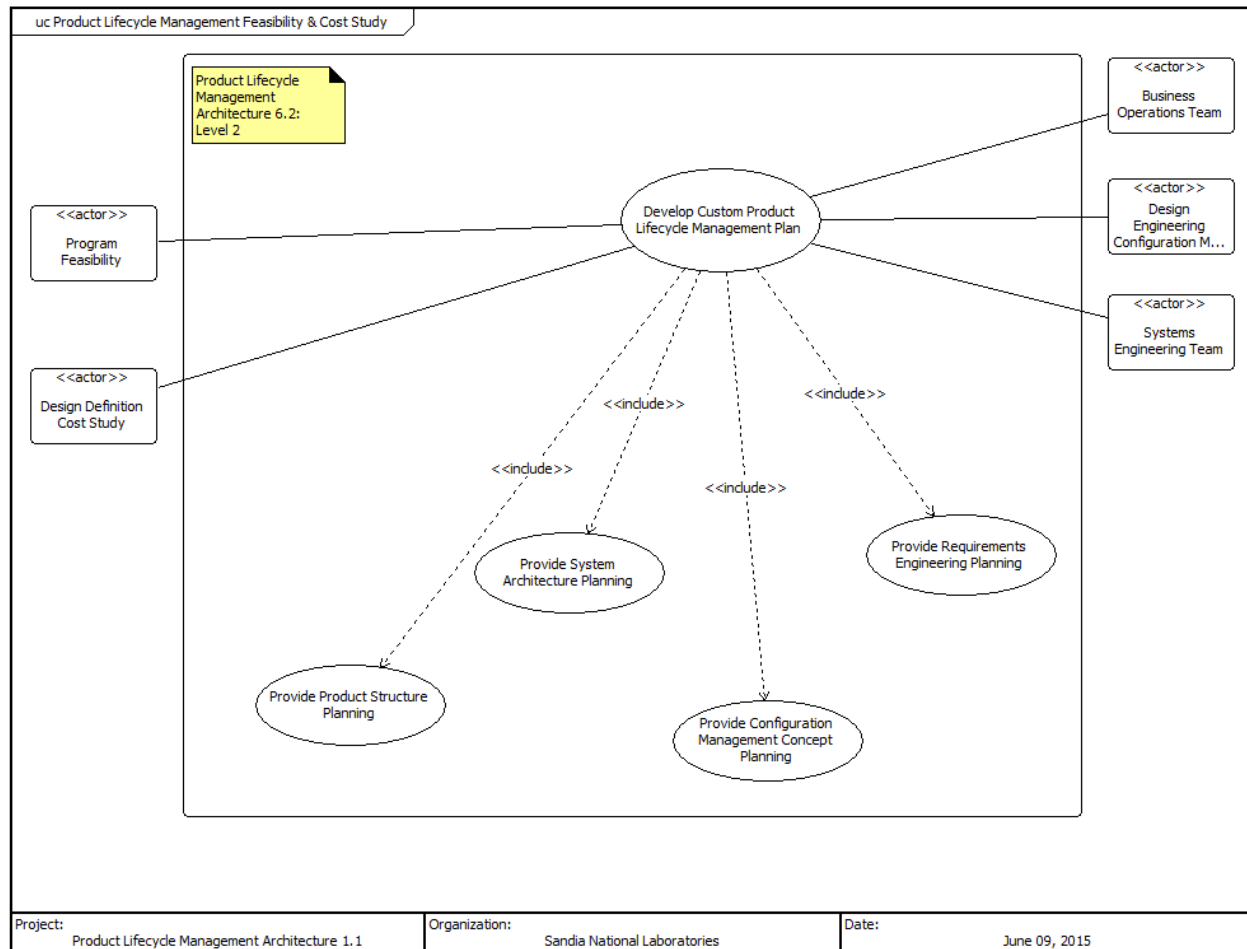 uc Product Lifecycle Management Feasibility & Cost Study
Product Lifecycle
Management
Architecture 6.2:
Level 2
<<actor>>
Business
Operations Team
<<actor>>
Design
Engineering
Configuration M...
<<actor>>
Systems
Engineering Team
<<actor>>
Program
Feasibility
<<actor>>
Design Definition
Cost Study
Develop Custom Product
Lifecycle Management Plan
<<include>>
<<include>>
<<include>>
<<include>>
Provide System
Architecture Planning
Provide Requirements
Engineering Planning
Provide Product Structure
Planning
Provide Configuration
Management Concept
Planning
Project:
Product Lifecycle Management Architecture 1.1
Organization:
Sandia National Laboratories
Date:
June 09, 2015